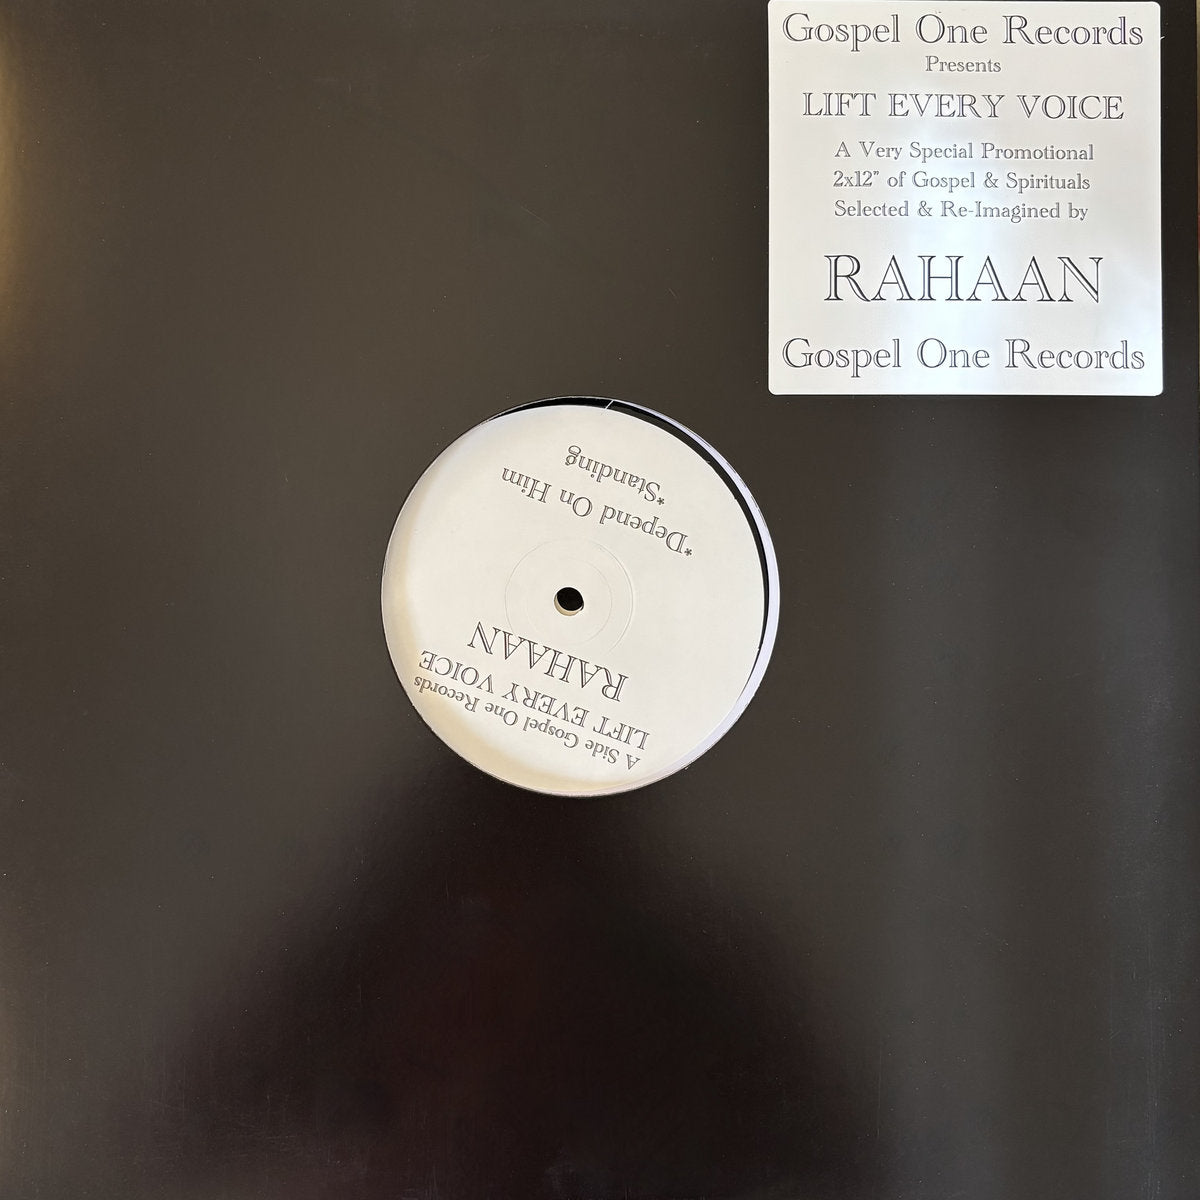 Gospel One Records
Presents
LIFT EVERY VOICE
A Very Special Promotional
2x12" of Gospel & Spirituals
Selected & Re-Imagined by
RAHAAN
Gospel One Records
A Side Gospel One Records
LIFT EVERY VOICE
RAHAAN
*Depend On Him
*Standing